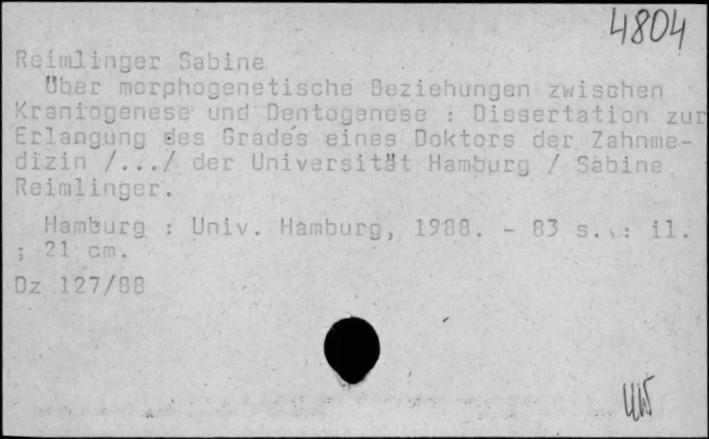 4804
Reimlinger Sabine
Über morphogenetische Beziehungen zwischen
Kraniogenese und Dentogenese : Dissertation zur
Erlangung des Grades eines Doktors der Zahnme-
dizin /.../ der Universität Hamburg / Sabine
Reimlinger.
Hamburg : Univ. Hamburg, 1988. - 83 s. : il.
; 21 cm.
Dz 127/88